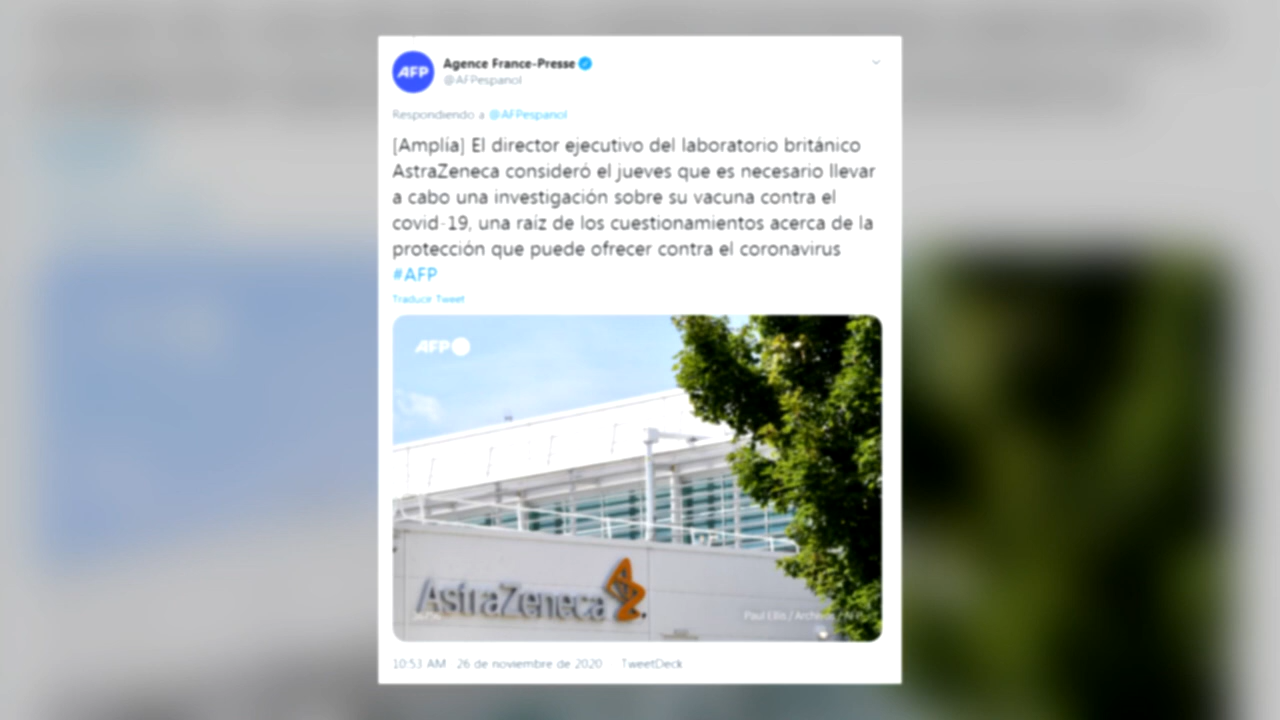 AFP
Agence France-Presse
@AFPespanol
Respondiendo a @AFPespanol
[Amplía] El director ejecutivo del laboratorio británico
AstraZeneca consideró el jueves que es necesario llevar
a cabo una investigación sobre su vacuna contra el
covid-19, una raíz de los cuestionamientos acerca de la
protección que puede ofrecer contra el coronavirus
#AFP
Traduce Tweet
AFP
AstraZeneca
Paul Ellis / Archivos / AFP
10:53 AM 26 de noviembre de 2020 TweetDeck